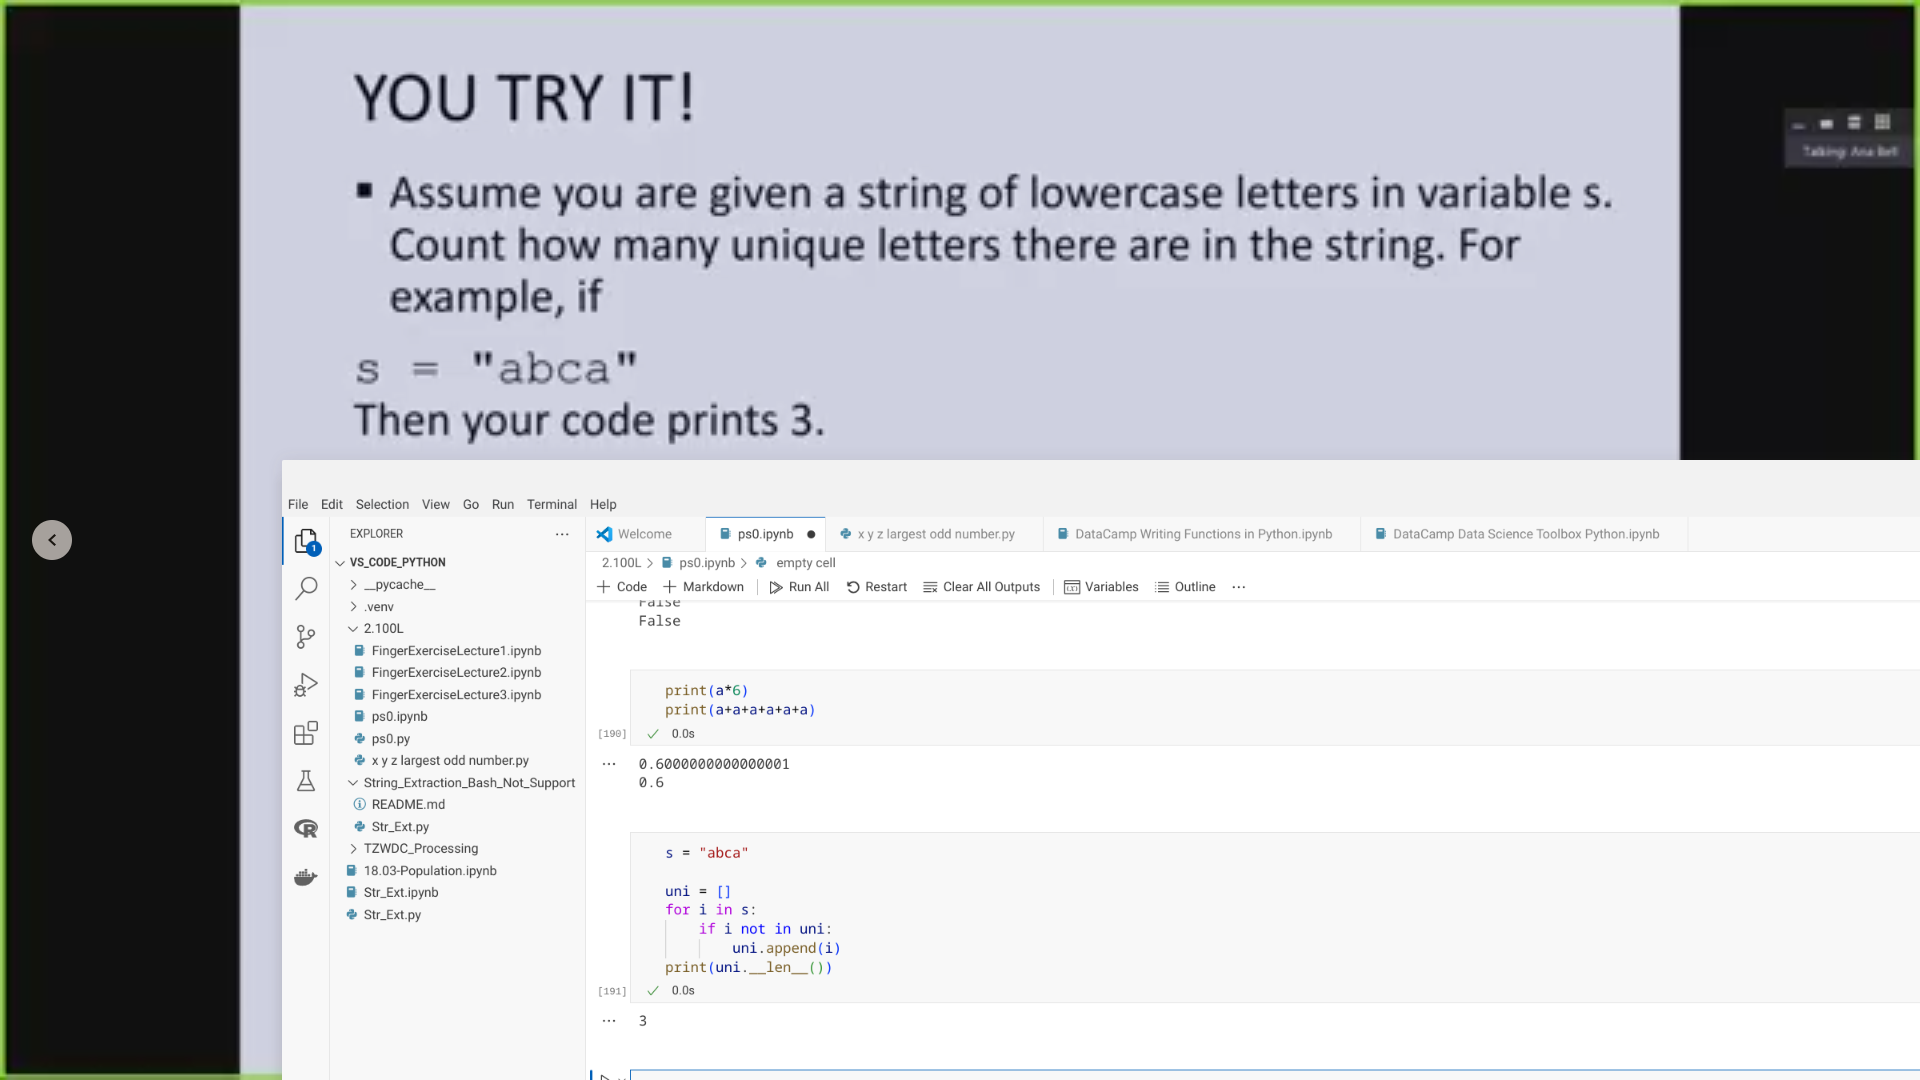 YOU TRY IT!
Talking: Ana Bell
▪ Assume you are given a string of lowercase letters in variable s.
Count how many unique letters there are in the string. For
example, if
s = "abca"
Then your code prints 3.
File Edit Selection View Go Run Terminal Help
EXPLORER ···
1
VS_CODE_PYTHON
__pycache__
.venv
2.100L
FingerExerciseLecture1.ipynb
FingerExerciseLecture2.ipynb
FingerExerciseLecture3.ipynb
ps0.ipynb
ps0.py
x y z largest odd number.py
String_Extraction_Bash_Not_Support
README.md
Str_Ext.py
TZWDC_Processing
18.03-Population.ipynb
Str_Ext.ipynb
Str_Ext.py
Welcome ps0.ipynb x y z largest odd number.py DataCamp Writing Functions in Python.ipynb DataCamp Data Science Toolbox Python.ipynb
2.100L > ps0.ipynb > empty cell
+ Code + Markdown Run All Restart Clear All Outputs Variables Outline ···
False
False
print(a*6)
print(a+a+a+a+a+a)
[190] ✓ 0.0s
··· 0.6000000000000001
0.6
s = "abca"
uni = []
for i in s:
    if i not in uni:
        uni.append(i)
print(uni.__len__())
[191] ✓ 0.0s
··· 3